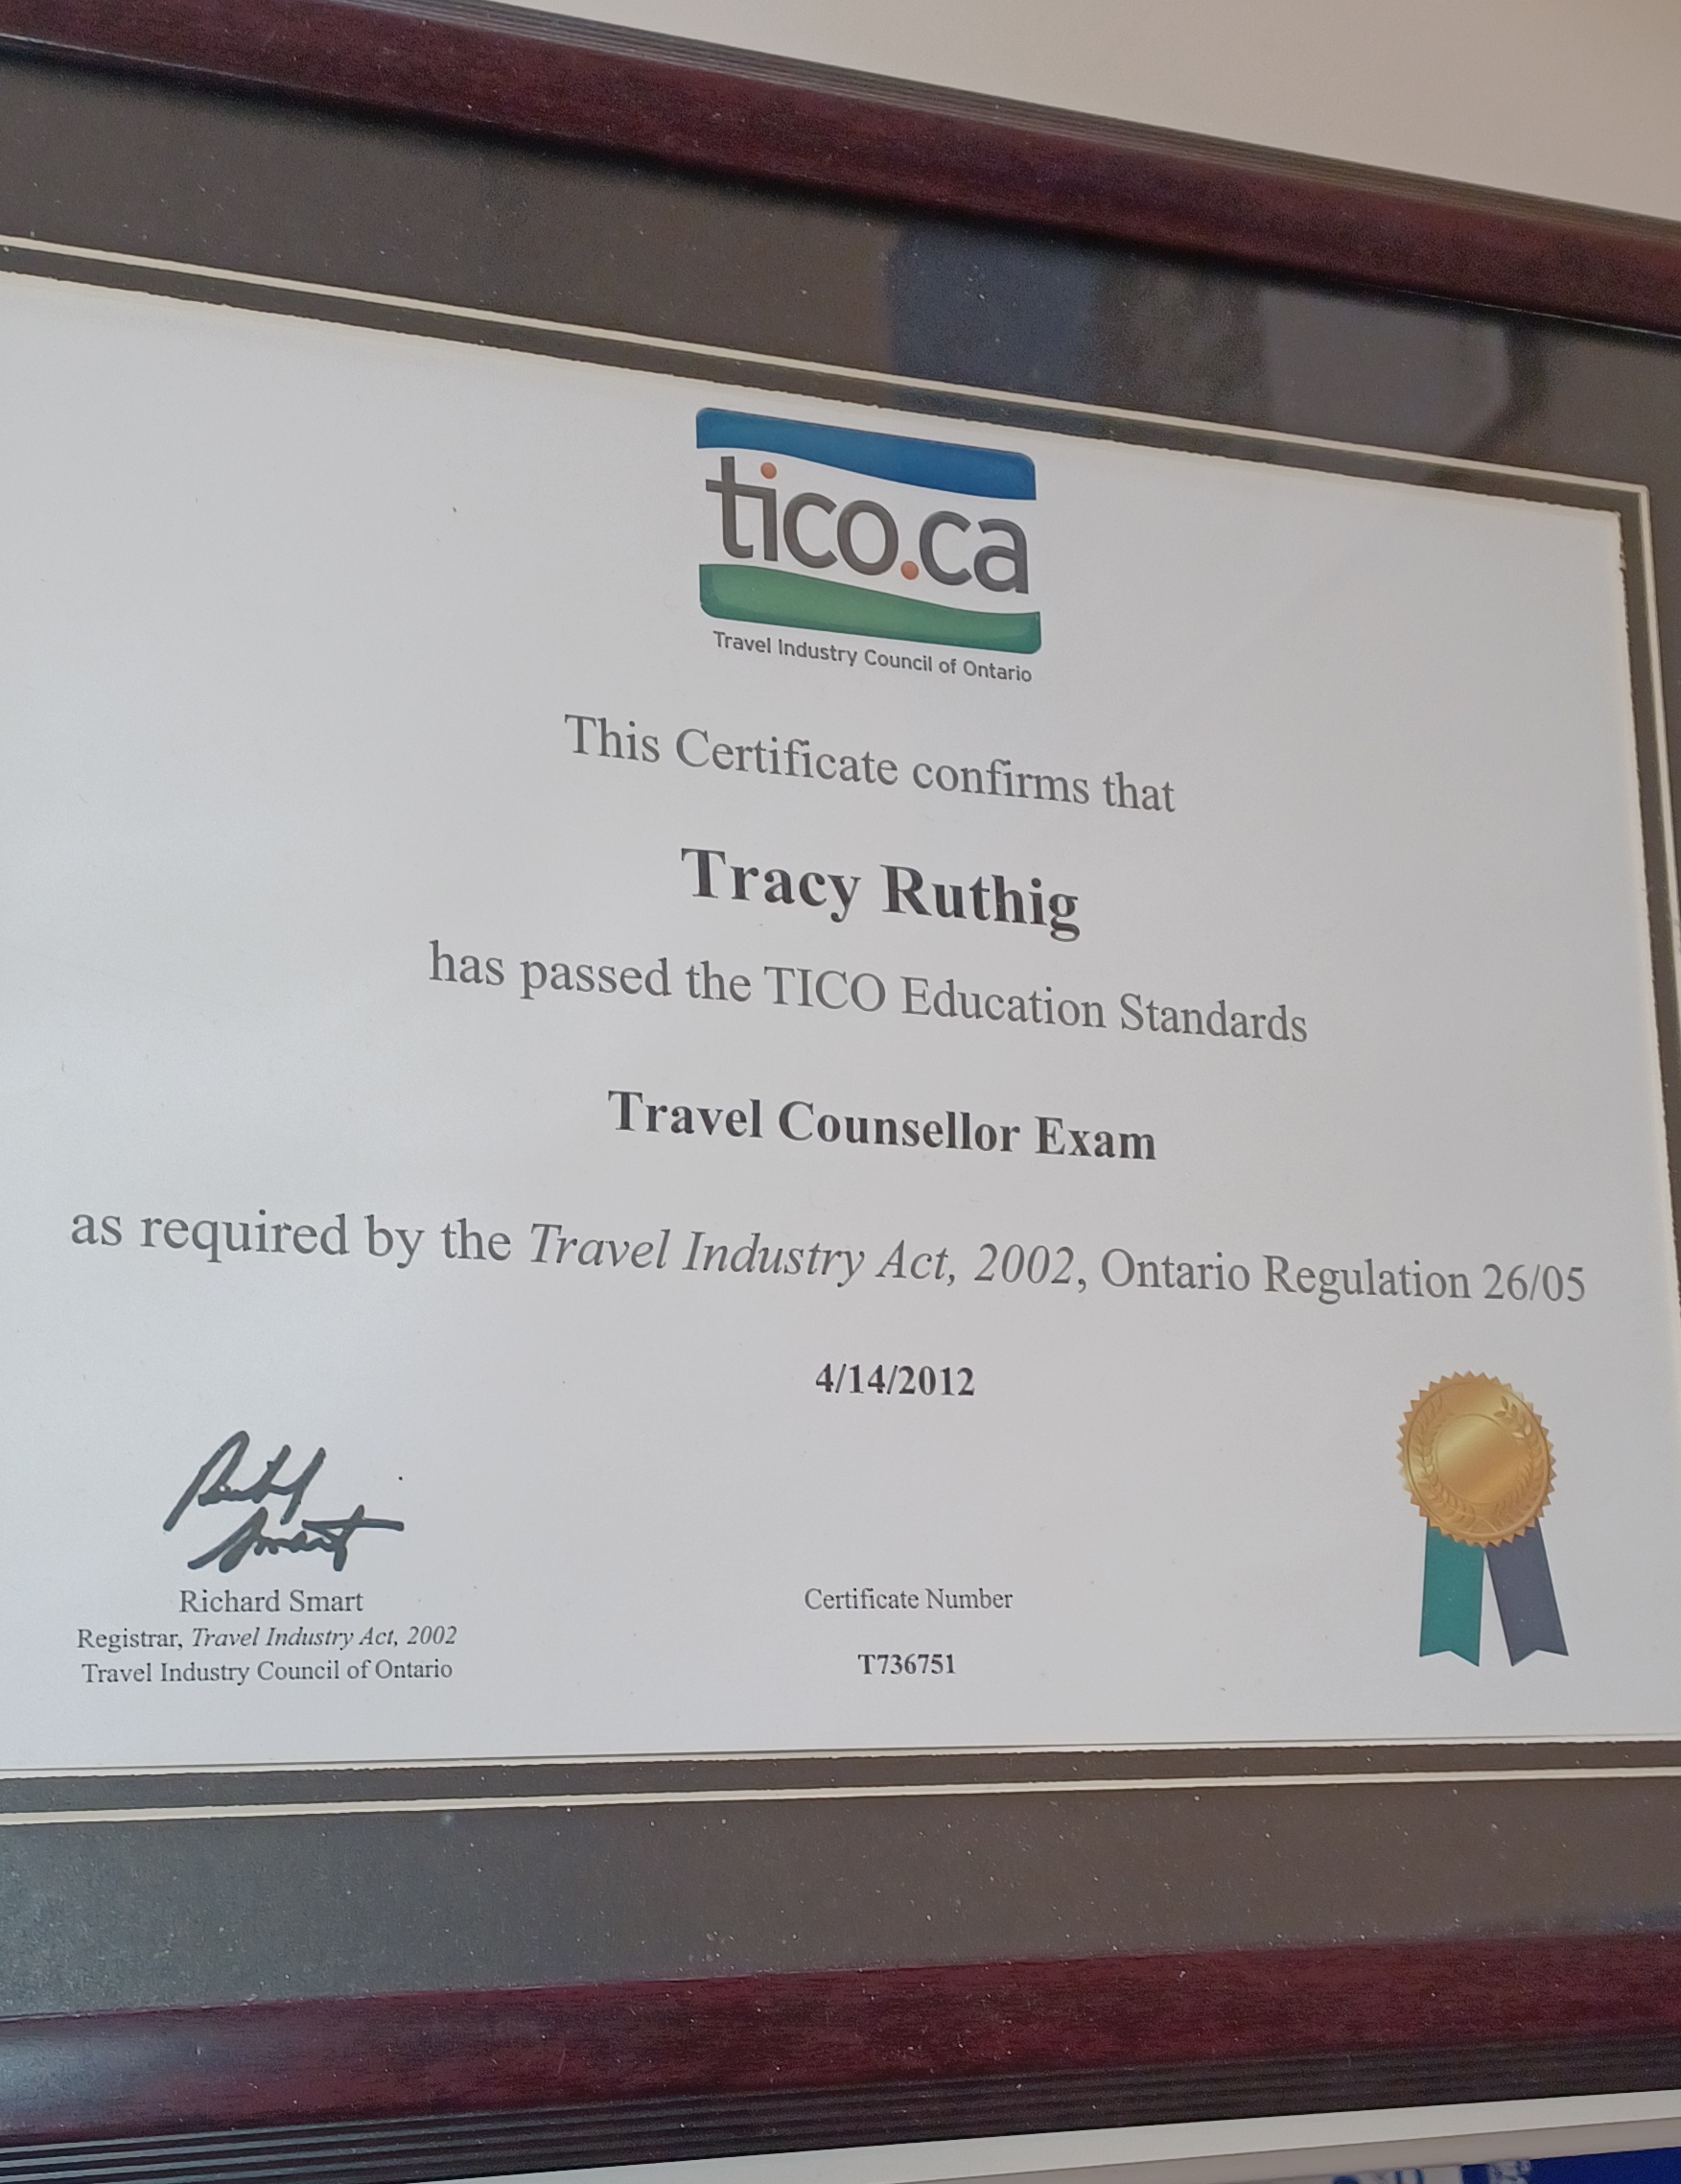 tico.ca
Travel Industry Council of Ontario
This Certificate confirms that
Tracy Ruthig
has passed the TICO Education Standards
Travel Counsellor Exam
as required by the Travel Industry Act, 2002, Ontario Regulation 26/05
4/14/2012
Richard Smart
Richard Smart
Registrar, Travel Industry Act, 2002
Travel Industry Council of Ontario
Certificate Number
T736751